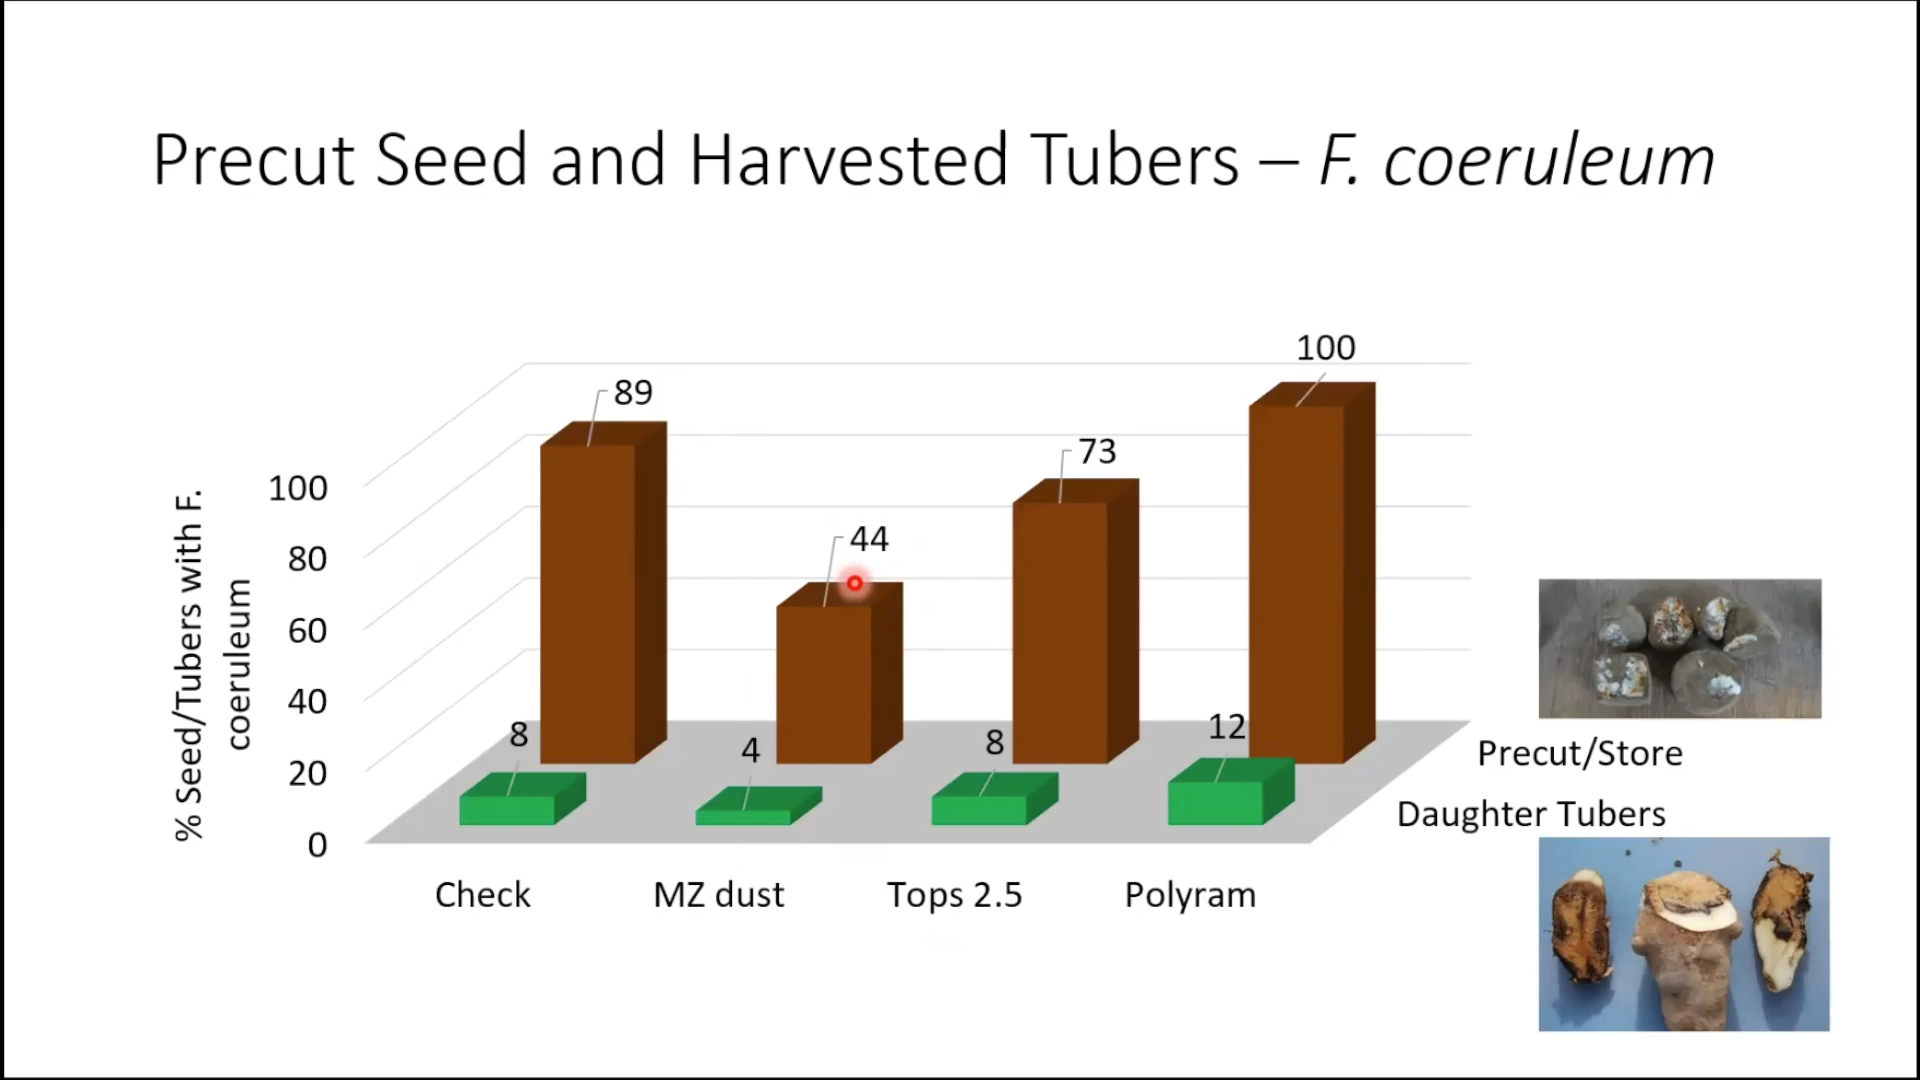 Precut Seed and Harvested Tubers – F. coeruleum
% Seed/Tubers with F.
coeruleum
100
80
60
40
20
0
89
44
73
100
8
4
8
12
Check
MZ dust
Tops 2.5
Polyram
Precut/Store
Daughter Tubers